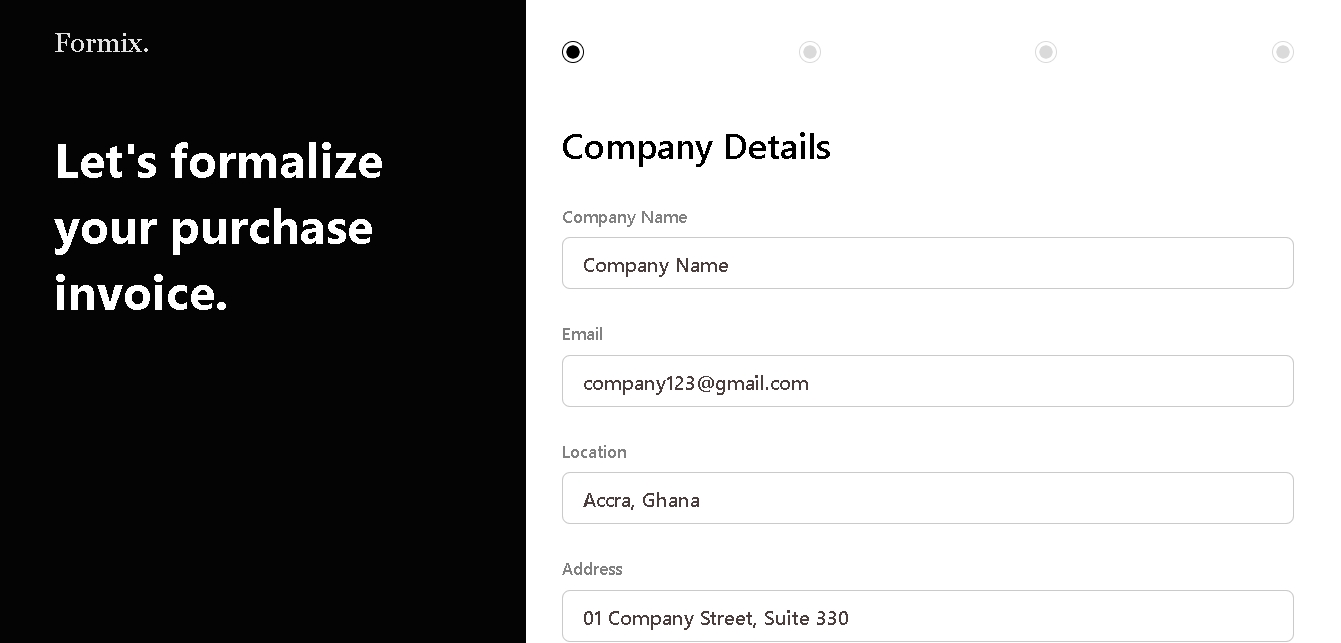 Formix.
Let's formalize
your purchase
invoice.
Company Details
Company Name
Company Name
Email
company123@gmail.com
Location
Accra, Ghana
Address
01 Company Street, Suite 330